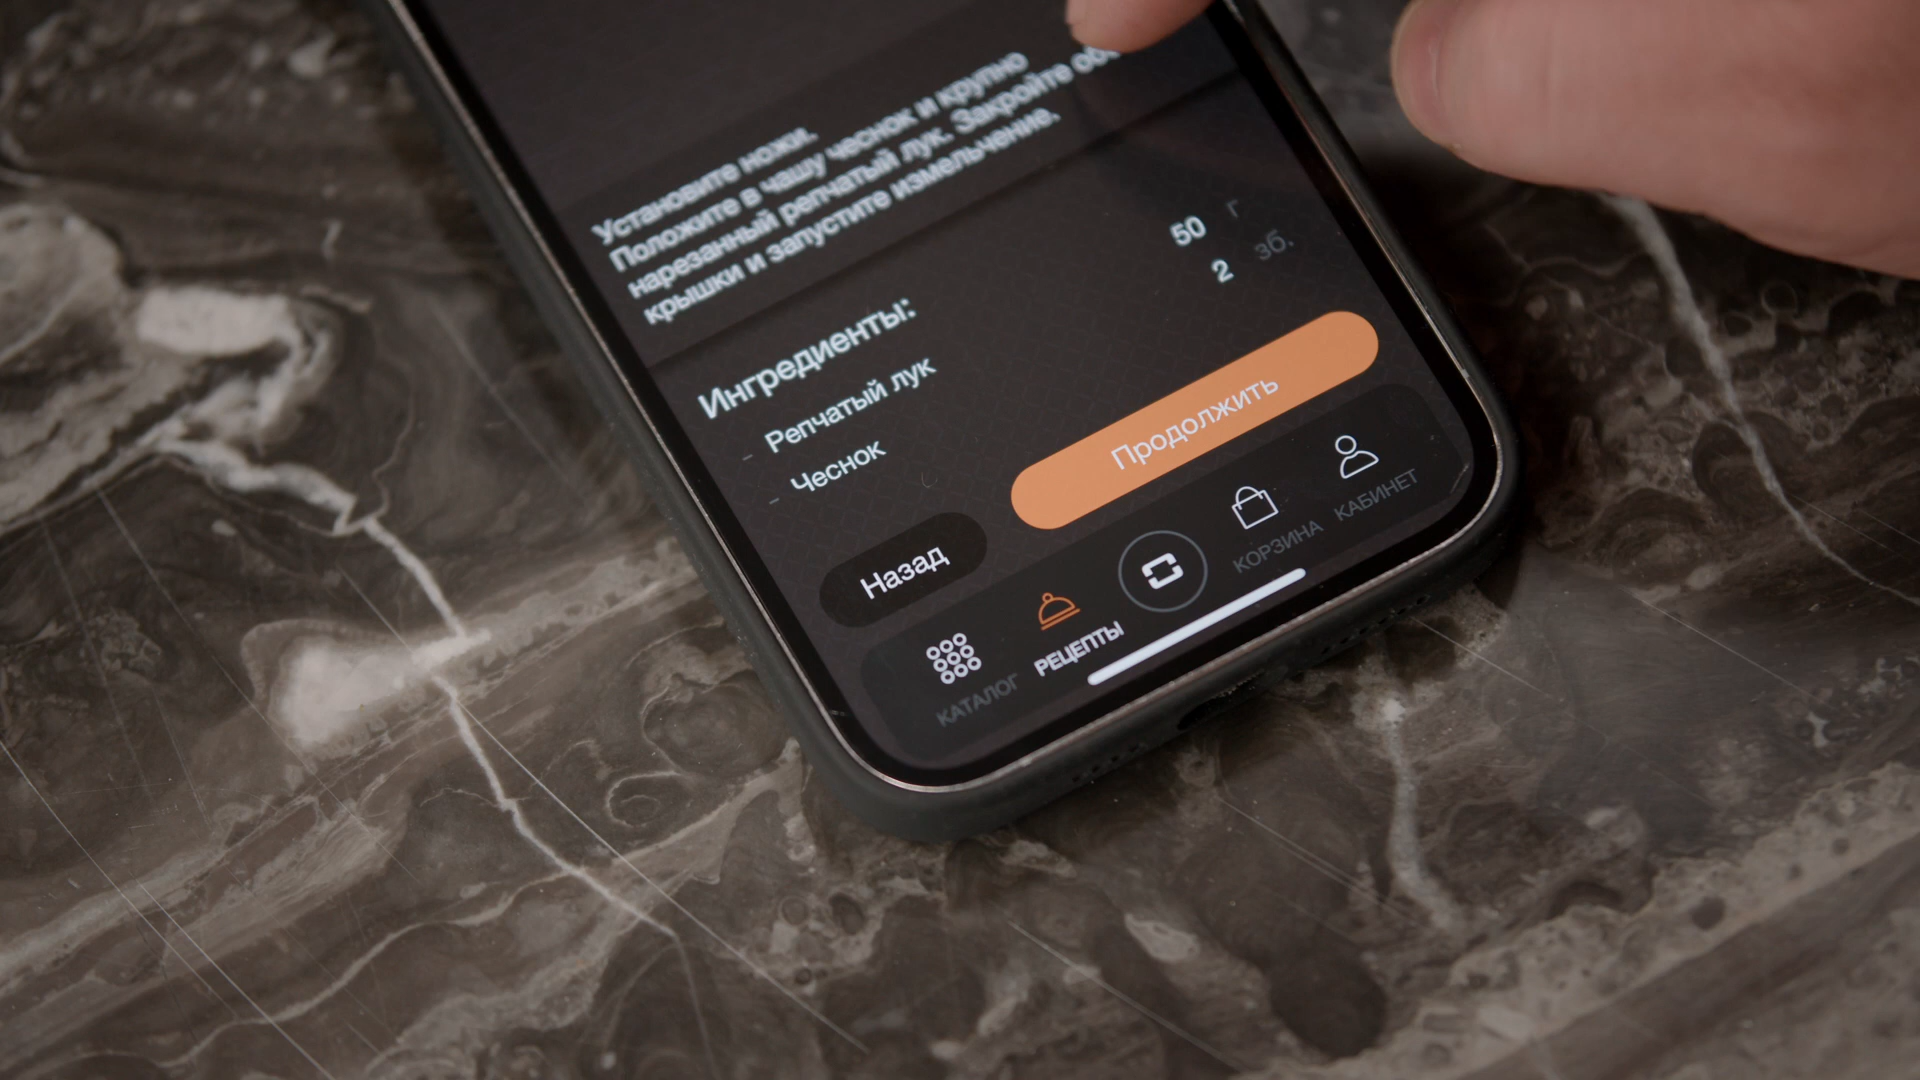 Установите ножи.
Положите в чашу чеснок и крупно
нарезанный репчатый лук. Закройте
крышки и запустите измельчение.
Ингредиенты:
- Репчатый лук 50 г
- Чеснок 2 зб.
Назад Продолжить
КАТАЛОГ РЕЦЕПТЫ КОРЗИНА КАБИНЕТ